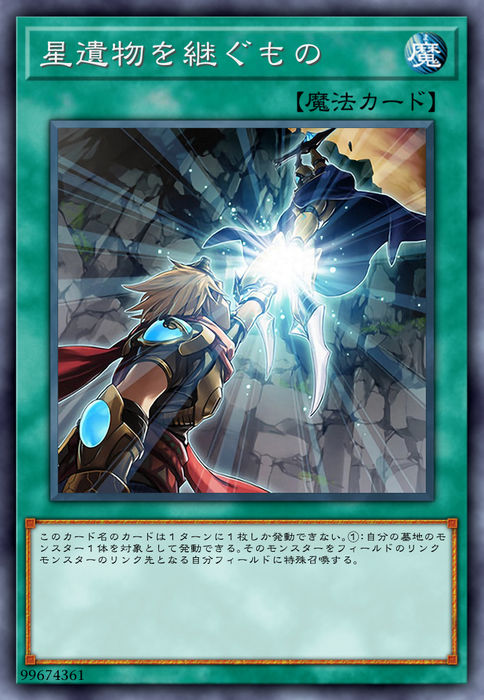 星遺物を継ぐもの
魔
【魔法カード】
このカード名のカードは１ターンに１枚しか発動できない。①:自分の墓地のモ
ンスター１体を対象として発動できる。そのモンスターをフィールドのリンク
モンスターのリンク先となる自分フィールドに特殊召喚する。
99674361